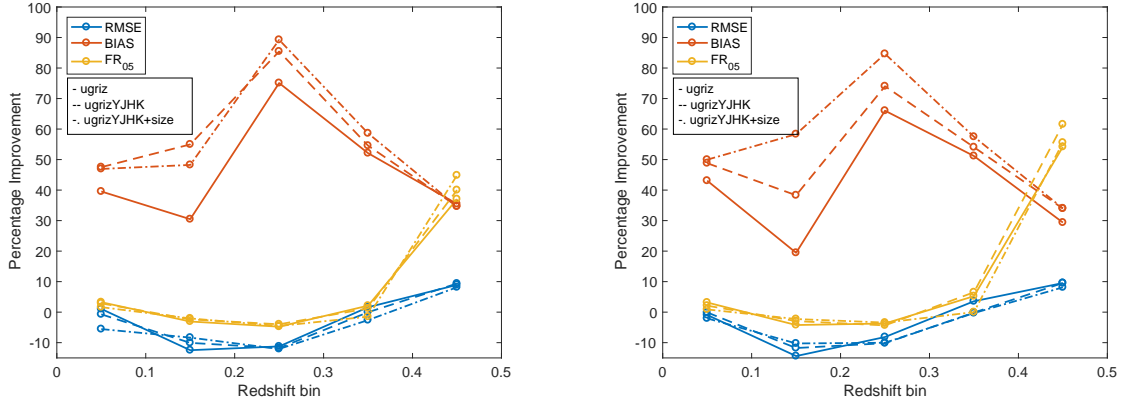 100
90
80
70
60
50
40
30
20
10
0
-10
Percentage Improvement
RMSE
BIAS
FR05
- ugriz
-- ugrizYJHK
-. ugrizYJHK+size
0 0.1 0.2 0.3 0.4 0.5
Redshift bin
100
90
80
70
60
50
40
30
20
10
0
-10
Percentage Improvement
RMSE
BIAS
FR05
- ugriz
-- ugrizYJHK
-. ugrizYJHK+size
0 0.1 0.2 0.3 0.4 0.5
Redshift bin